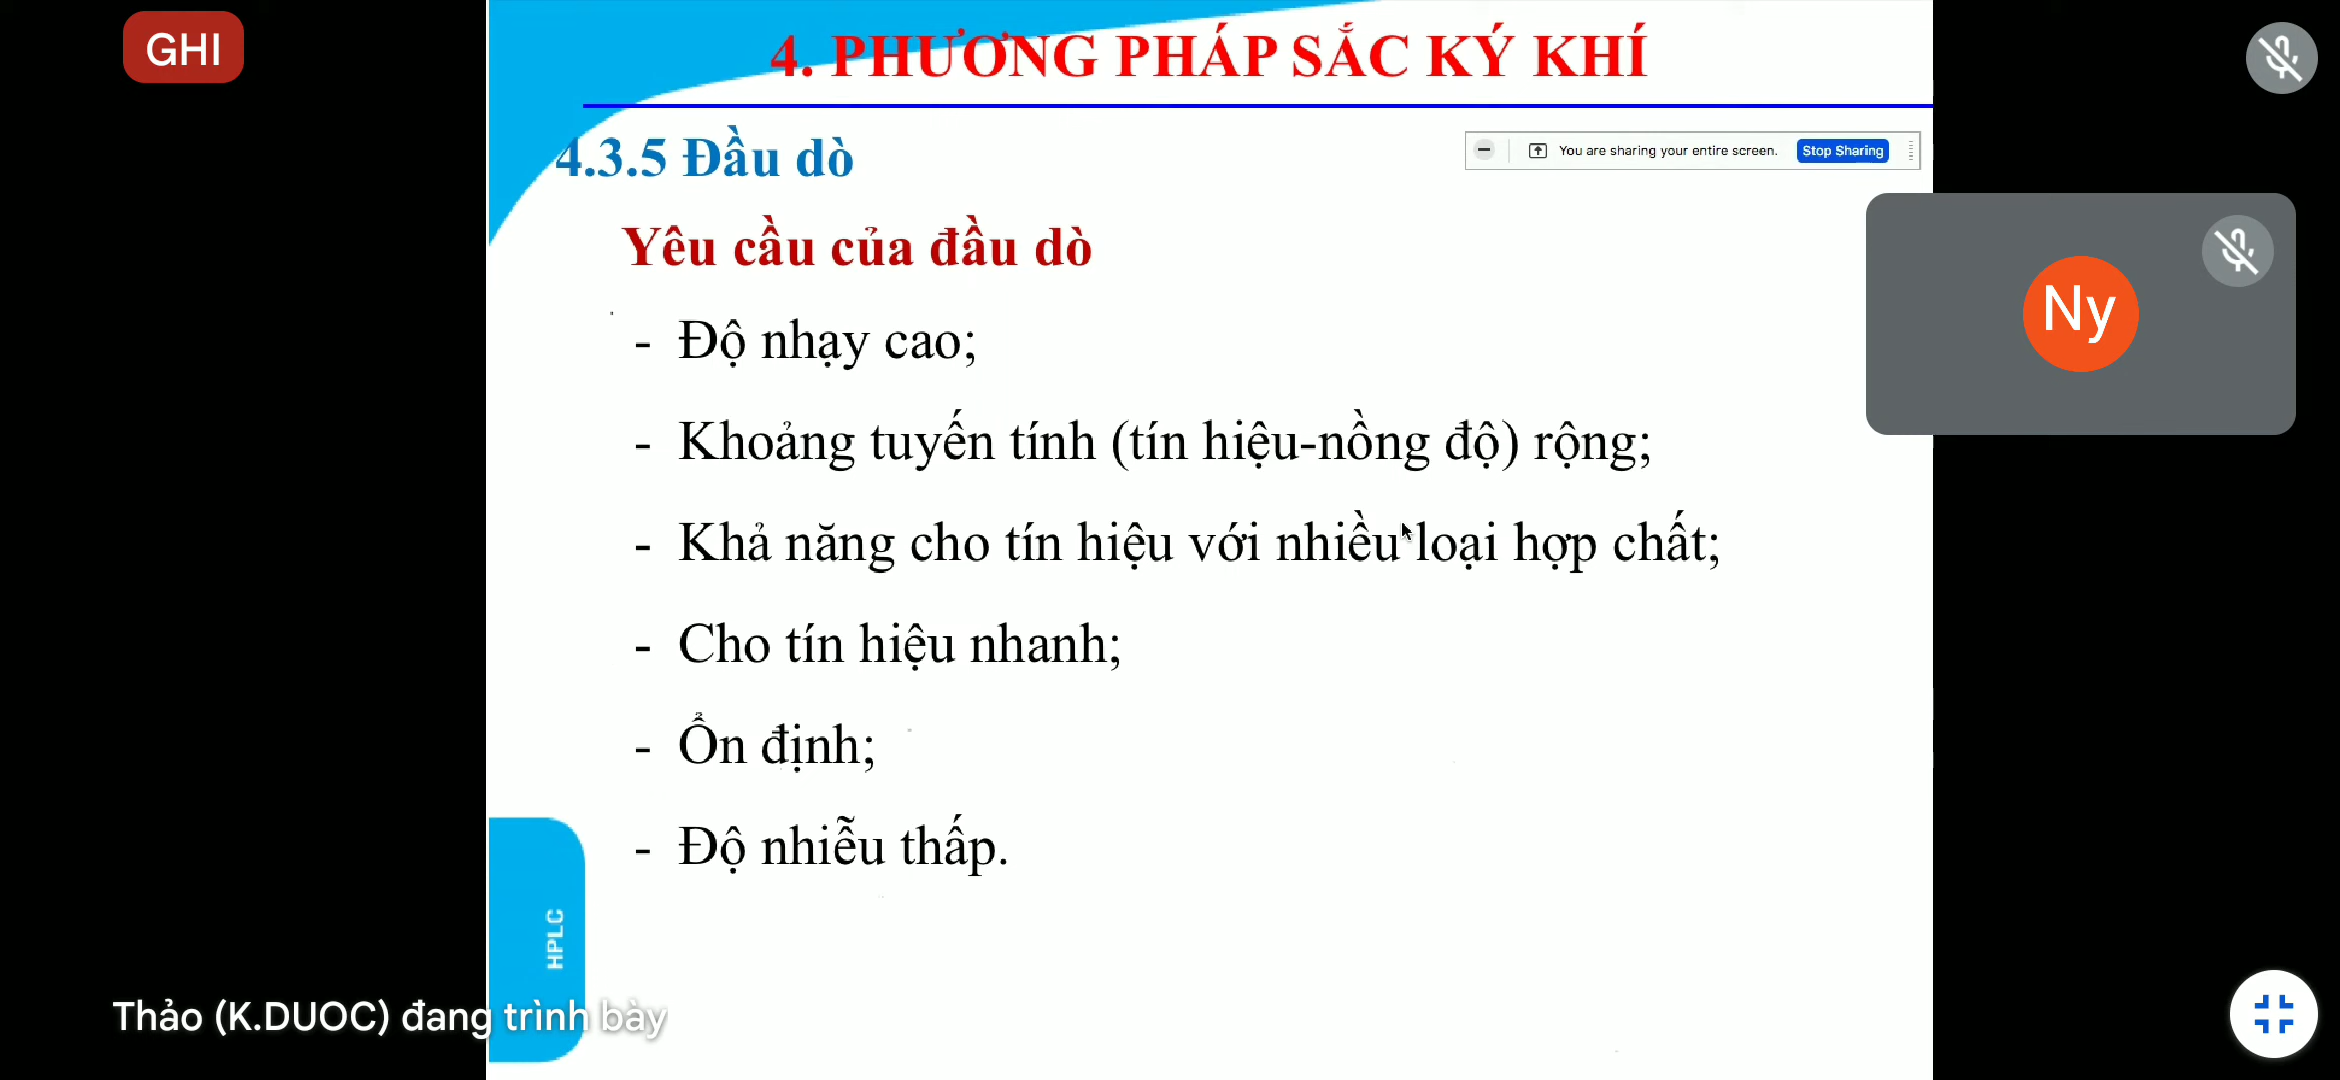 GHI
4. PHƯƠNG PHÁP SẮC KÝ KHÍ
4.3.5 Đầu dò
You are sharing your entire screen. Stop Sharing
Yêu cầu của đầu dò
Ny
- Độ nhạy cao;
- Khoảng tuyến tính (tín hiệu-nồng độ) rộng;
- Khả năng cho tín hiệu với nhiều loại hợp chất;
- Cho tín hiệu nhanh;
- Ổn định;
- Độ nhiễu thấp.
HPLC
Thảo (K.DUOC) đang trình bày